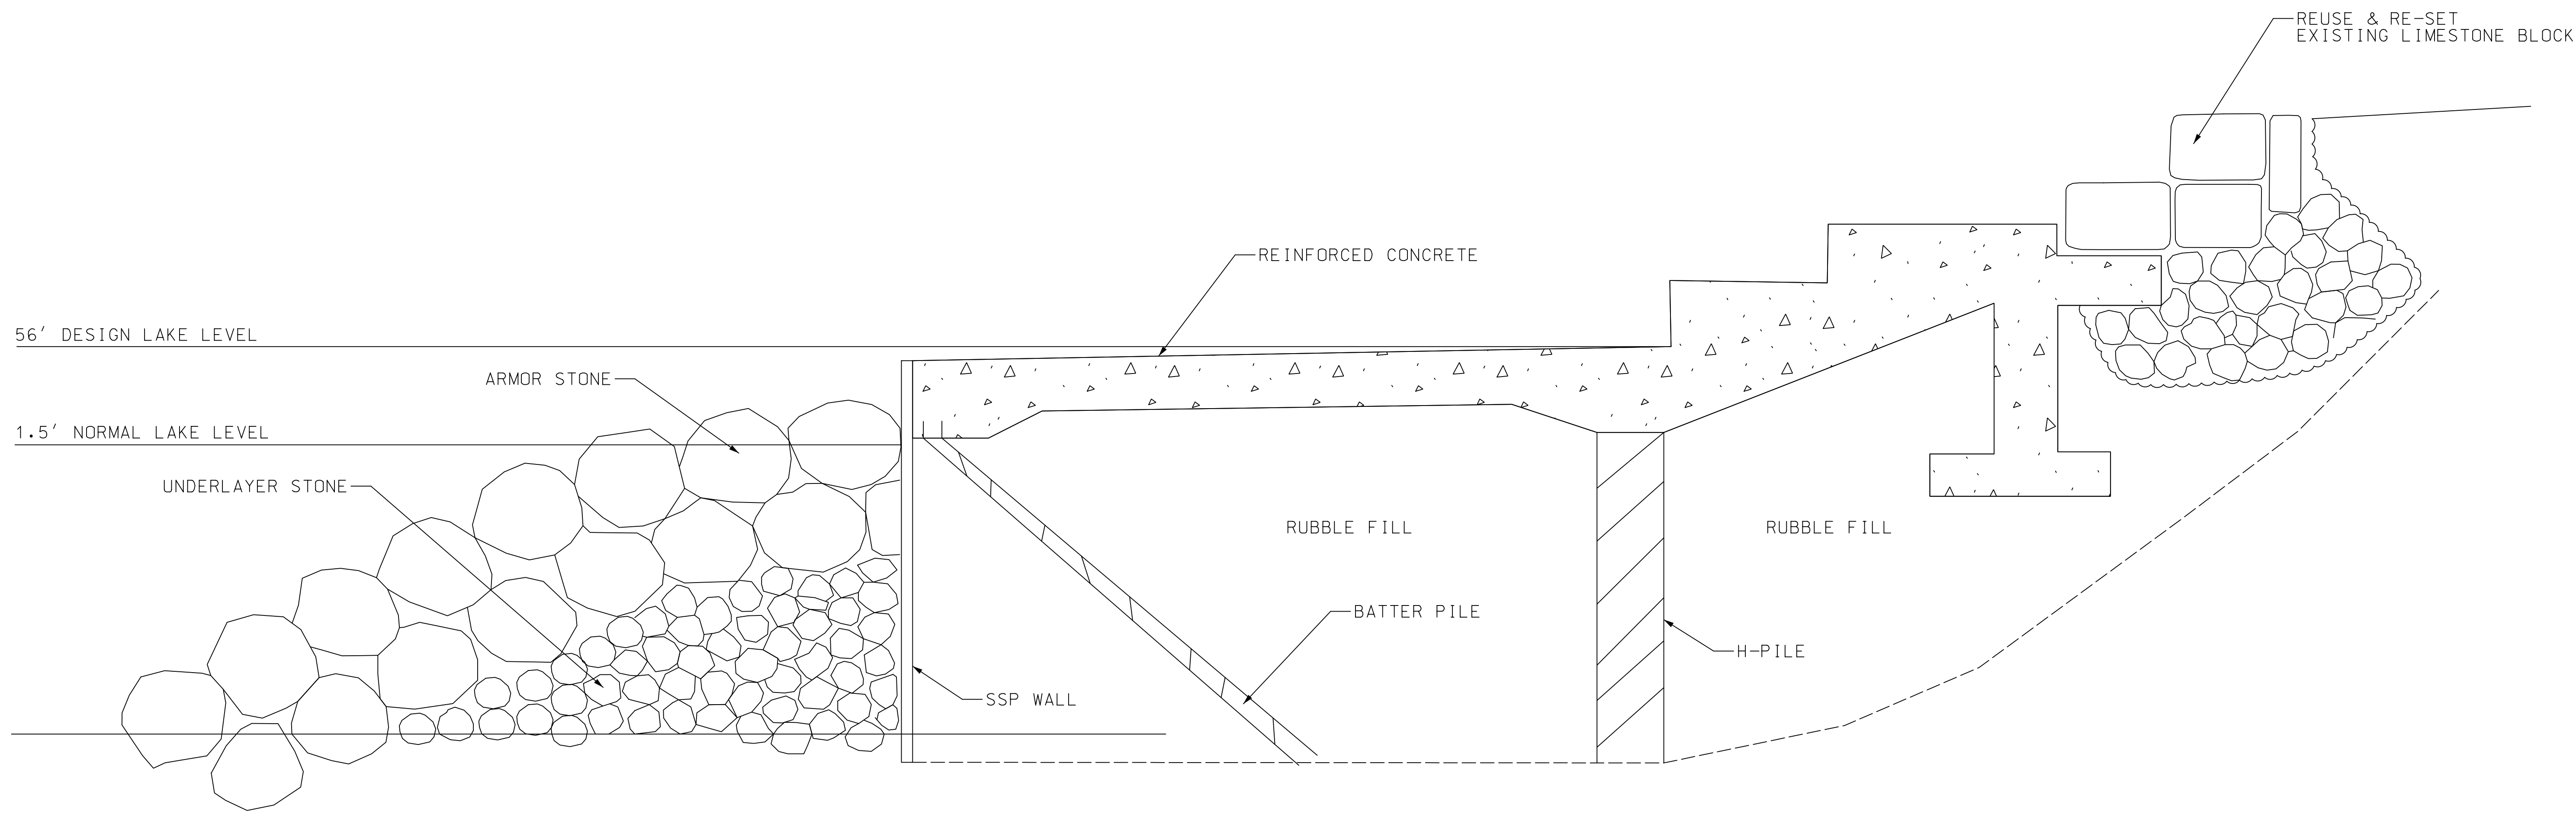 REUSE & RE-SET
EXISTING LIMESTONE BLOCK
REINFORCED CONCRETE
56' DESIGN LAKE LEVEL
ARMOR STONE
1.5' NORMAL LAKE LEVEL
UNDERLAYER STONE
RUBBLE FILL
RUBBLE FILL
BATTER PILE
H-PILE
SSP WALL